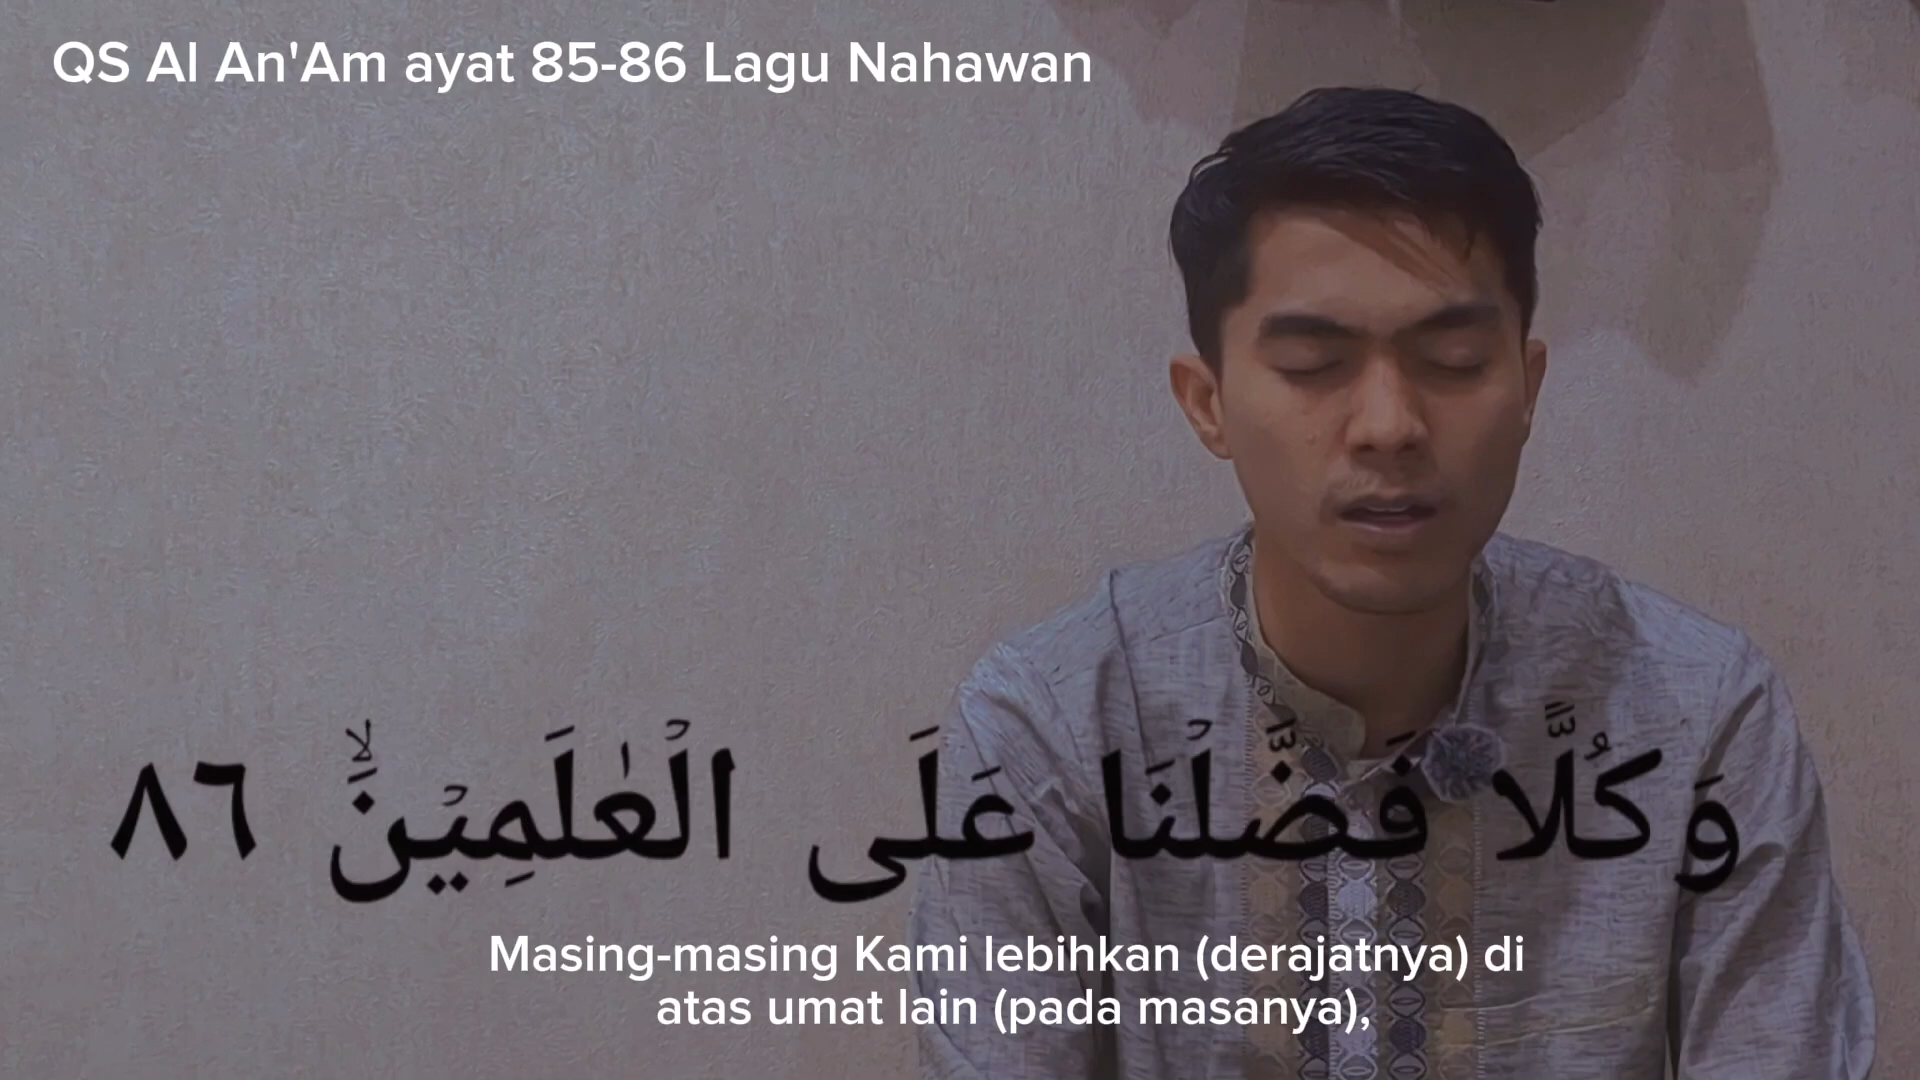 QS Al An'Am ayat 85-86 Lagu Nahawan
وَكُلًّا فَضَّلْنَا عَلَى الْعٰلَمِيْنَۙ ٨٦
Masing-masing Kami lebihkan (derajatnya) di
atas umat lain (pada masanya),